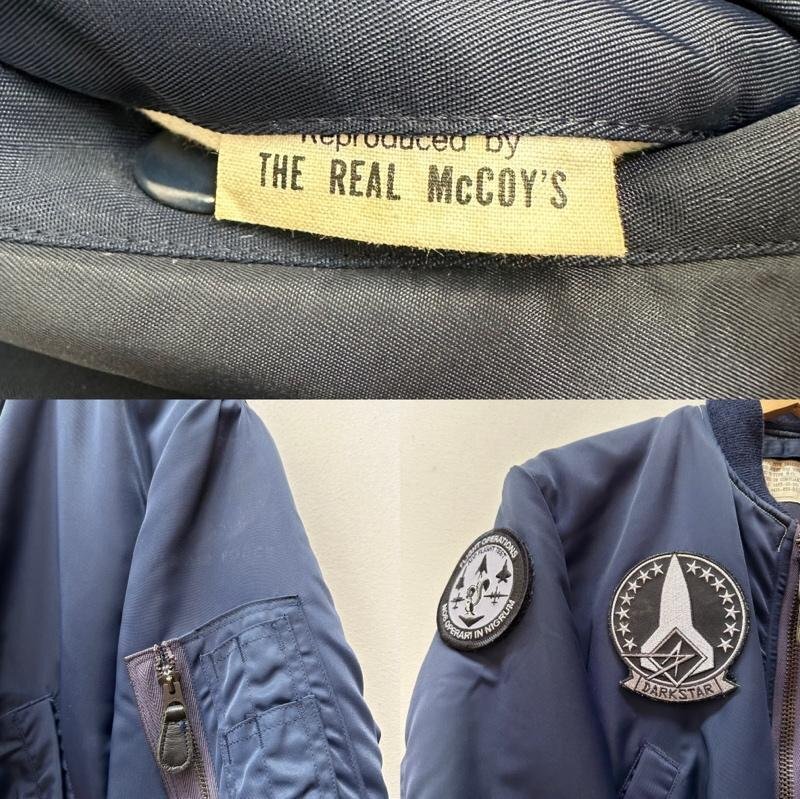 Reproduced by
THE REAL McCOY'S
FLIGHT OPERATIONS
NOS OPERARI IN NIGRUM
DARKSTAR